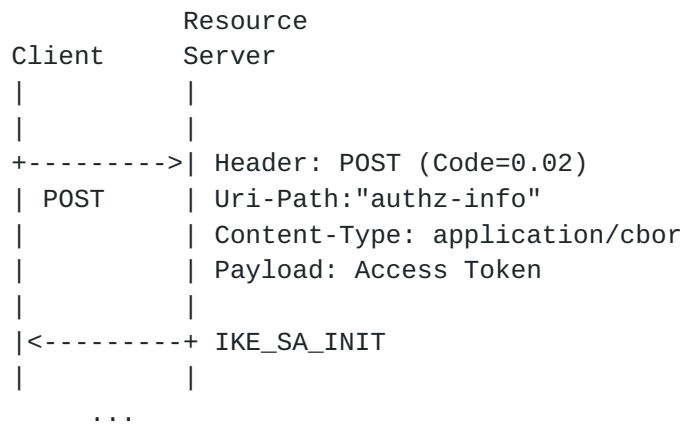 Resource
Client     Server
|          |
|          |
+--------->| Header: POST (Code=0.02)
| POST     | Uri-Path:"authz-info"
|          | Content-Type: application/cbor
|          | Payload: Access Token
|          |
|<---------+ IKE_SA_INIT
|          |
     ...